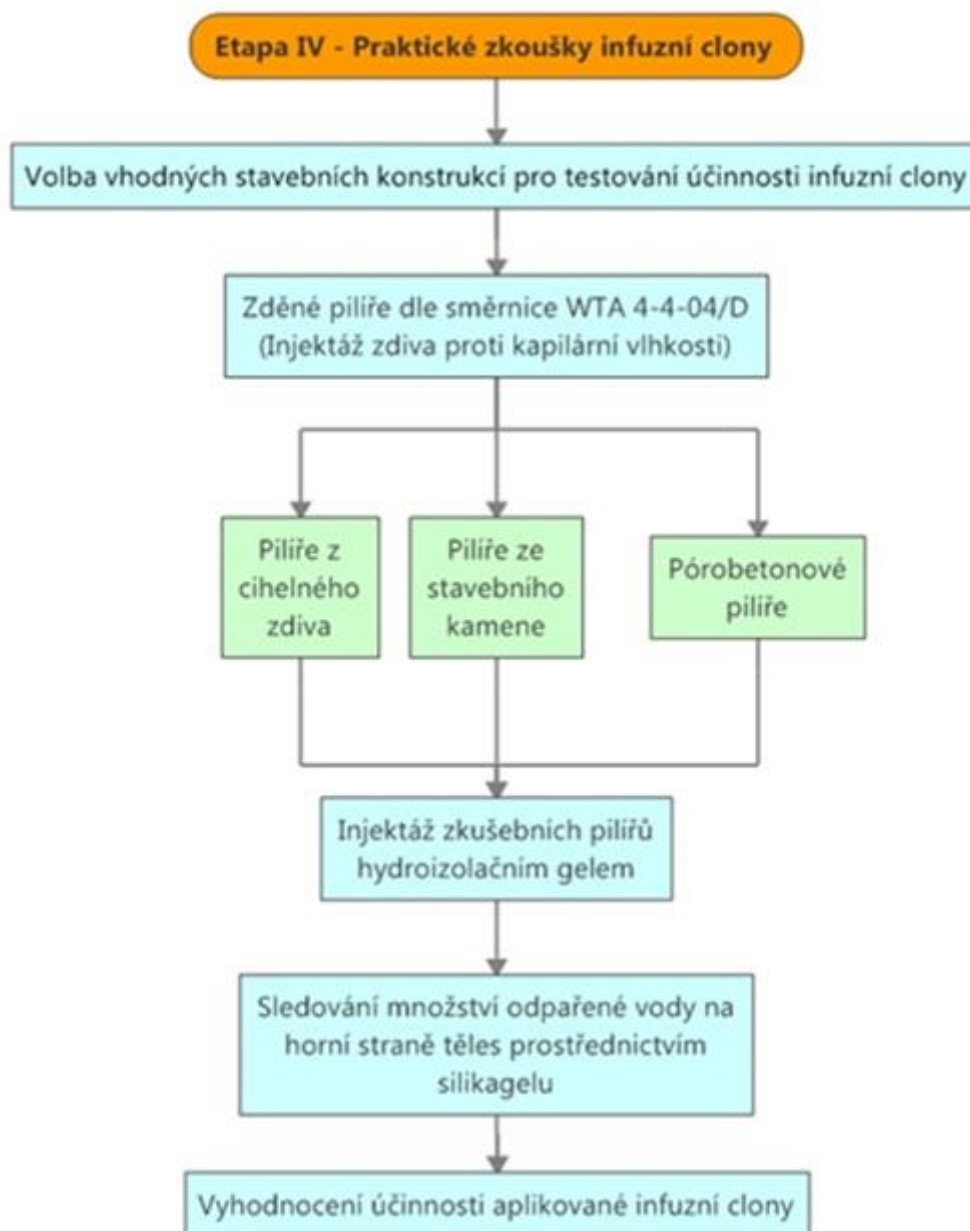 Etapa IV - Praktické zkoušky infuzní clony
Volba vhodných stavebních konstrukcí pro testování účinnosti infuzní clony
Zděné pilíře dle směrnice WTA 4-4-04/D
(Injektáž zdiva proti kapilární vlhkosti)
Pilíře z
cihelného
zdiva
Pilíře ze
stavebního
kamene
Pórobetonové
pilíře
Injektáž zkušebních pilířů
hydroizolačním gelem
Sledování množství odpařené vody na
horní straně těles prostřednictvím
silikagelu
Vyhodnocení účinnosti aplikované infuzní clony